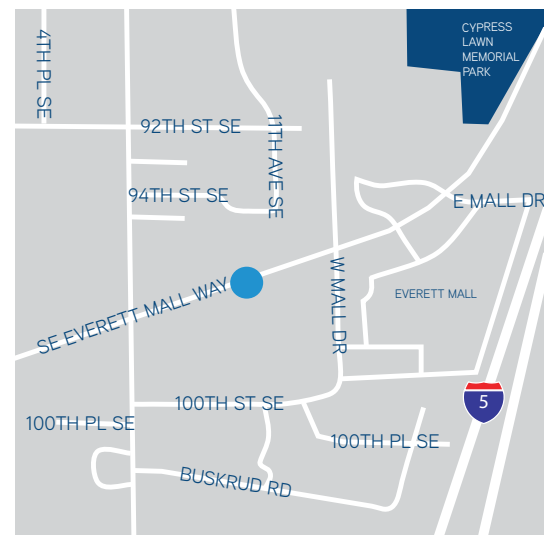 CYPRESS
LAWN
MEMORIAL
PARK
4TH PL SE
92TH ST SE
11TH AVE SE
94TH ST SE
E MALL DR
W MALL DR
EVERETT MALL
SE EVERETT MALL WAY
5
100TH ST SE
100TH PL SE
100TH PL SE
BUSKRUD RD